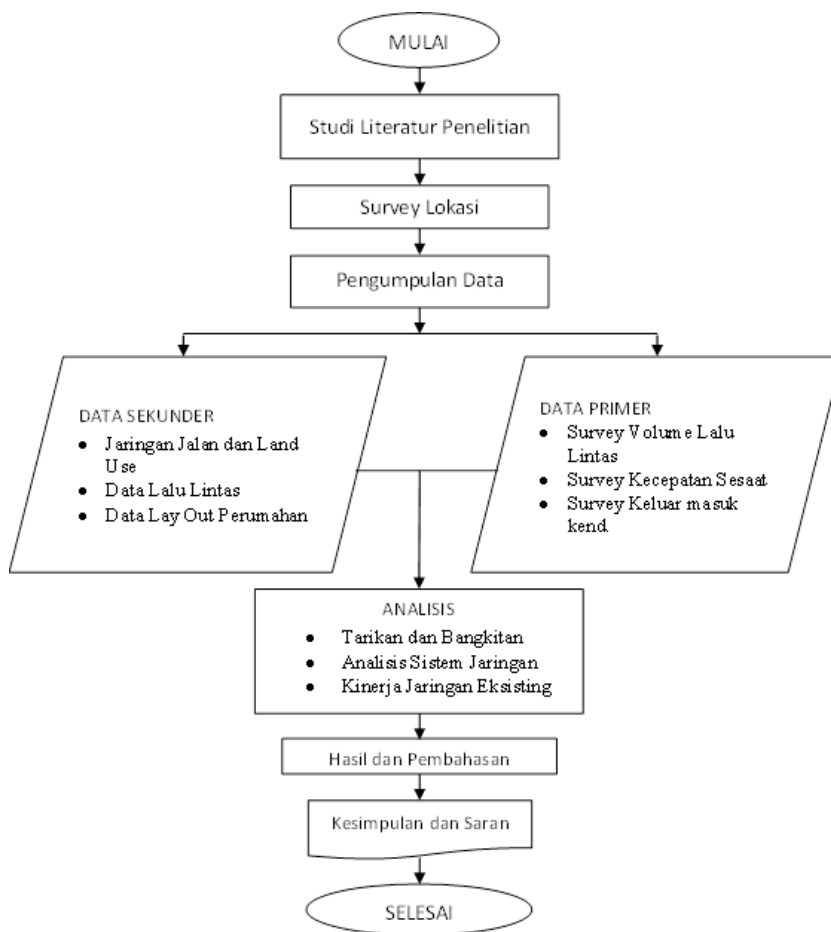 MULAI
Studi Literatur Penelitian
Survey Lokasi
Pengumpulan Data
DATA SEKUNDER
● Jaringan Jalan dan Land
Use
● Data Lalu Lintas
● Data Lay Out Perumahan
DATA PRIMER
● Survey Volume Lalu
Lintas
● Survey Kecepatan Sesaat
● Survey Keluar masuk
kend.
ANALISIS
● Tarikan dan Bangkitan
● Analisis Sistem Jaringan
● Kinerja Jaringan Eksisting
Hasil dan Pembahasan
Kesimpulan dan Saran
SELESAI